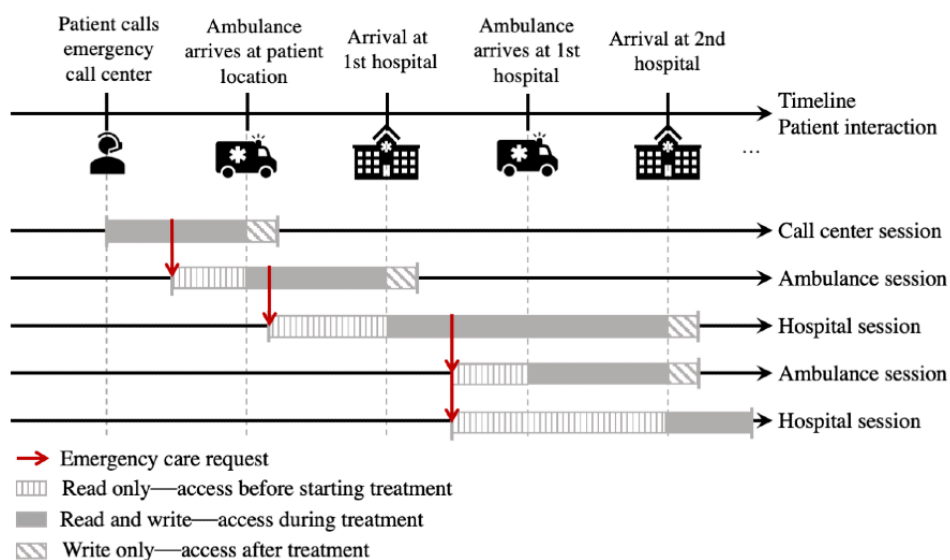 Patient calls
emergency
call center
Ambulance
arrives at patient
location
Arrival at
1st hospital
Ambulance
arrives at 1st
hospital
Arrival at 2nd
hospital
Timeline
Patient interaction
...
Call center session
Ambulance session
Hospital session
Ambulance session
Hospital session
Emergency care request
Read only—access before starting treatment
Read and write—access during treatment
Write only—access after treatment